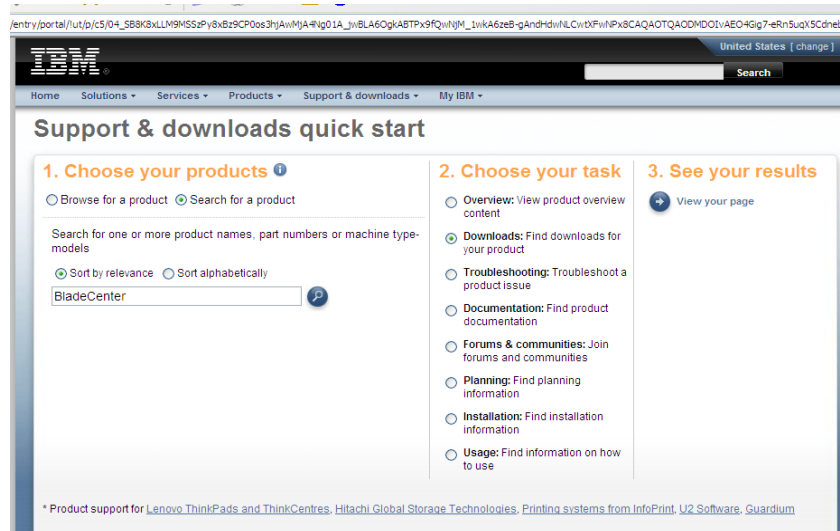 /entry/portal/!ut/p/c5/04_SB8K8xLLM9MSSzPy8xBz9CP0os3hjAwMjA4Ng01A_jwBLA6OgkABTPx9fQwNjM_1wkA6zeB-gAndHdwNLCwtXFwNPx8CAQAOTQAODMDOIvAEO4Gig7-eRn5uqX5Cdneb
United States [ change ]
IBM®
Search
Home Solutions Services Products Support & downloads My IBM
Support & downloads quick start
1. Choose your products
Browse for a product Search for a product
Search for one or more product names, part numbers or machine type-
models
Sort by relevance Sort alphabetically
BladeCenter
2. Choose your task
Overview: View product overview
content
Downloads: Find downloads for
your product
Troubleshooting: Troubleshoot a
product issue
Documentation: Find product
documentation
Forums & communities: Join
forums and communities
Planning: Find planning
information
Installation: Find installation
information
Usage: Find information on how
to use
3. See your results
View your page
* Product support for Lenovo ThinkPads and ThinkCentres, Hitachi Global Storage Technologies, Printing systems from InfoPrint, U2 Software, Guardium